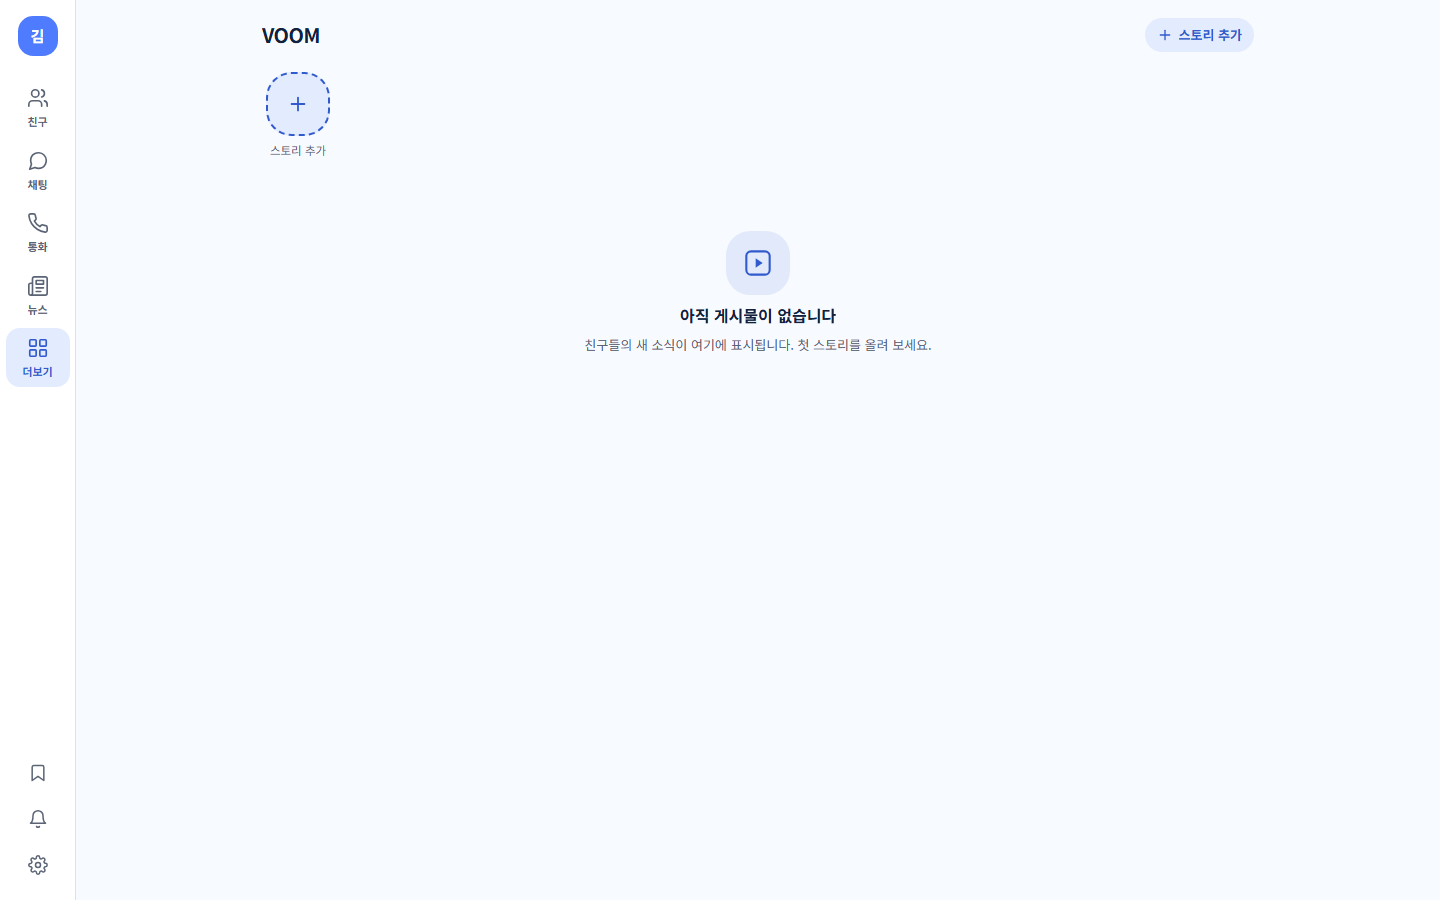 김
친구
채팅
통화
뉴스
더보기
VOOM
스토리 추가
스토리 추가
아직 게시물이 없습니다
친구들의 새 소식이 여기에 표시됩니다. 첫 스토리를 올려 보세요.